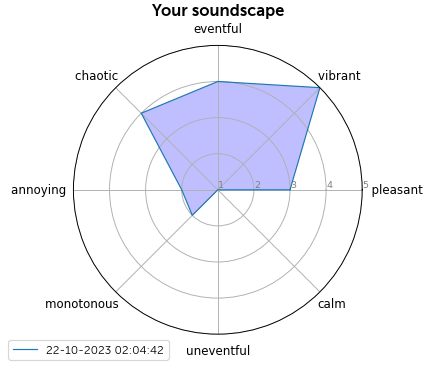 Your soundscape
eventful
chaotic
vibrant
annoying
1 2 3 4 5
pleasant
monotonous
calm
uneventful
22-10-2023 02:04:42